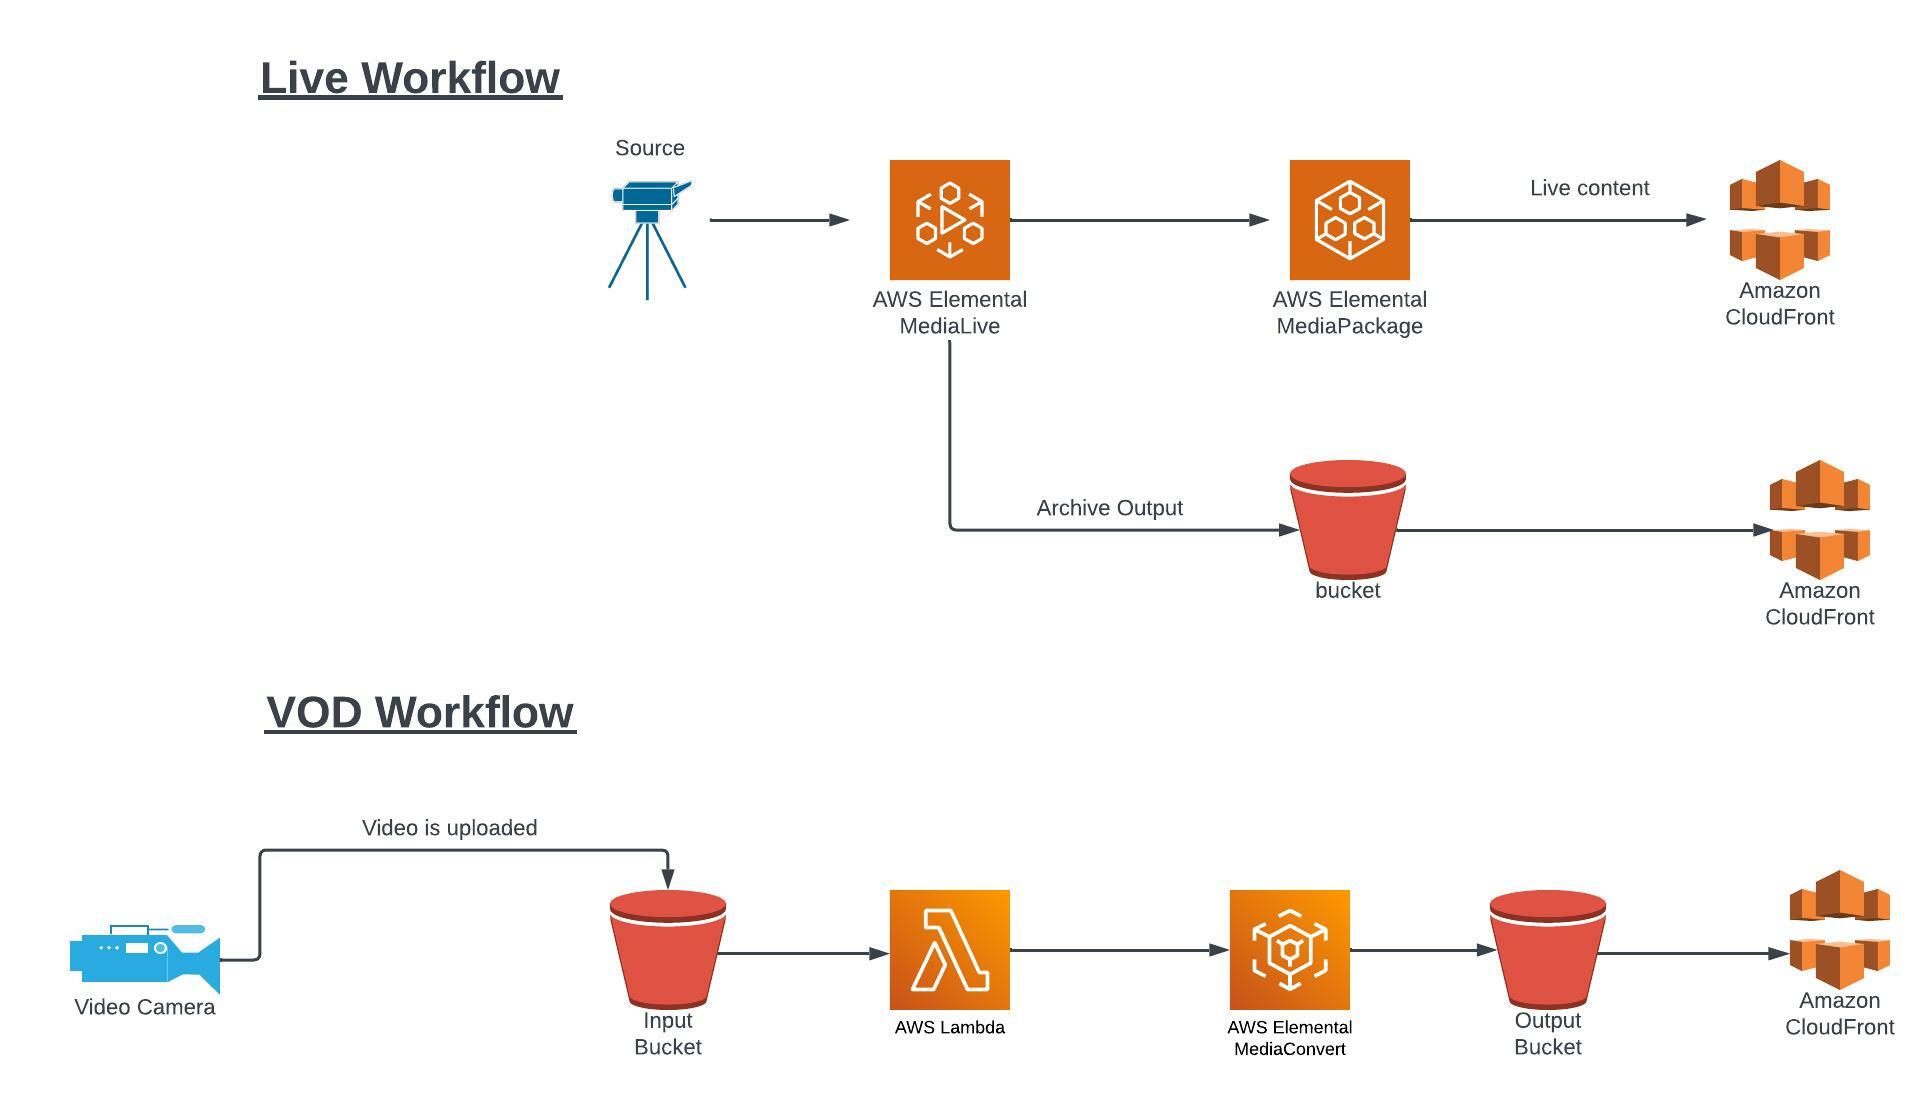 Live Workflow
Source
Live content
AWS Elemental
MediaLive
AWS Elemental
MediaPackage
Amazon
CloudFront
Archive Output
bucket
Amazon
CloudFront
VOD Workflow
Video is uploaded
Video Camera
Input
Bucket
AWS Lambda
AWS Elemental
MediaConvert
Output
Bucket
Amazon
CloudFront